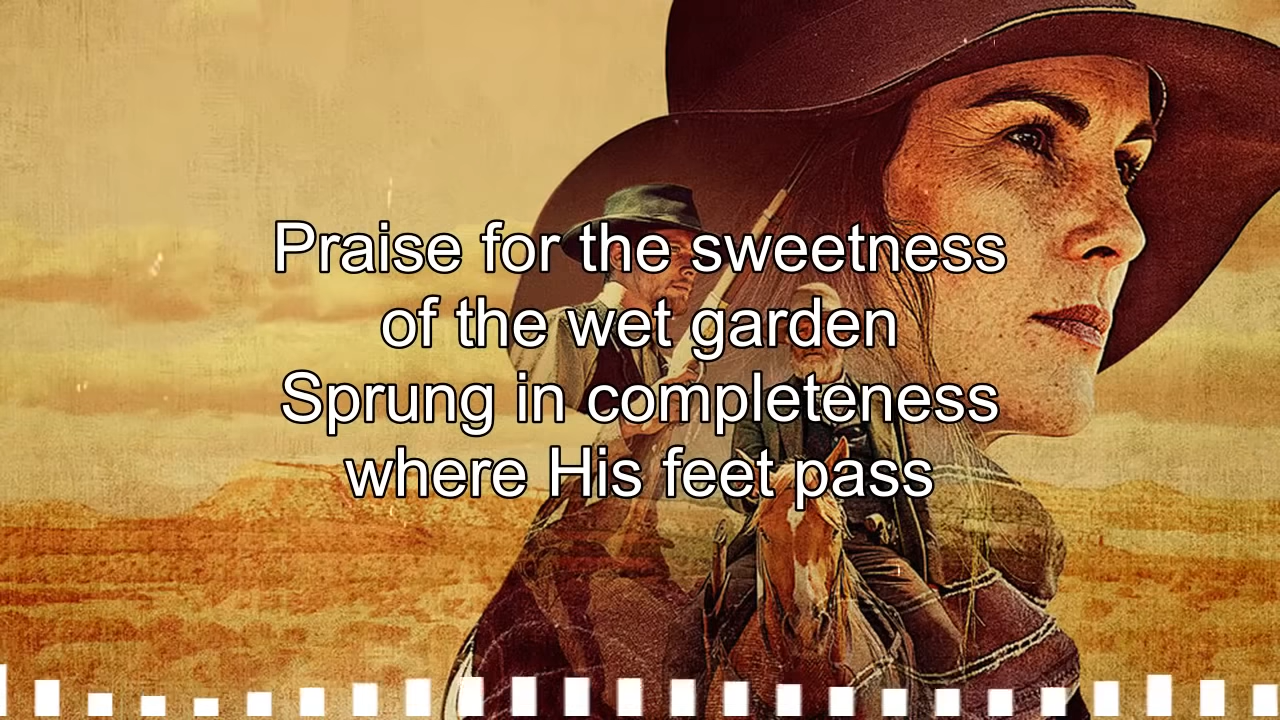 Praise for the sweetness
of the wet garden
Sprung in completeness
where His feet pass